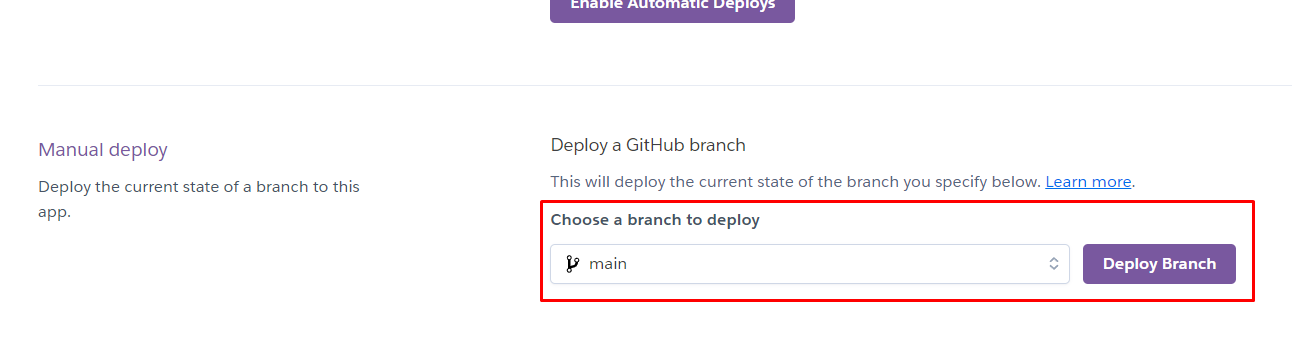 Enable Automatic Deploys
Manual deploy
Deploy the current state of a branch to this
app.
Deploy a GitHub branch
This will deploy the current state of the branch you specify below. Learn more.
Choose a branch to deploy
main
Deploy Branch